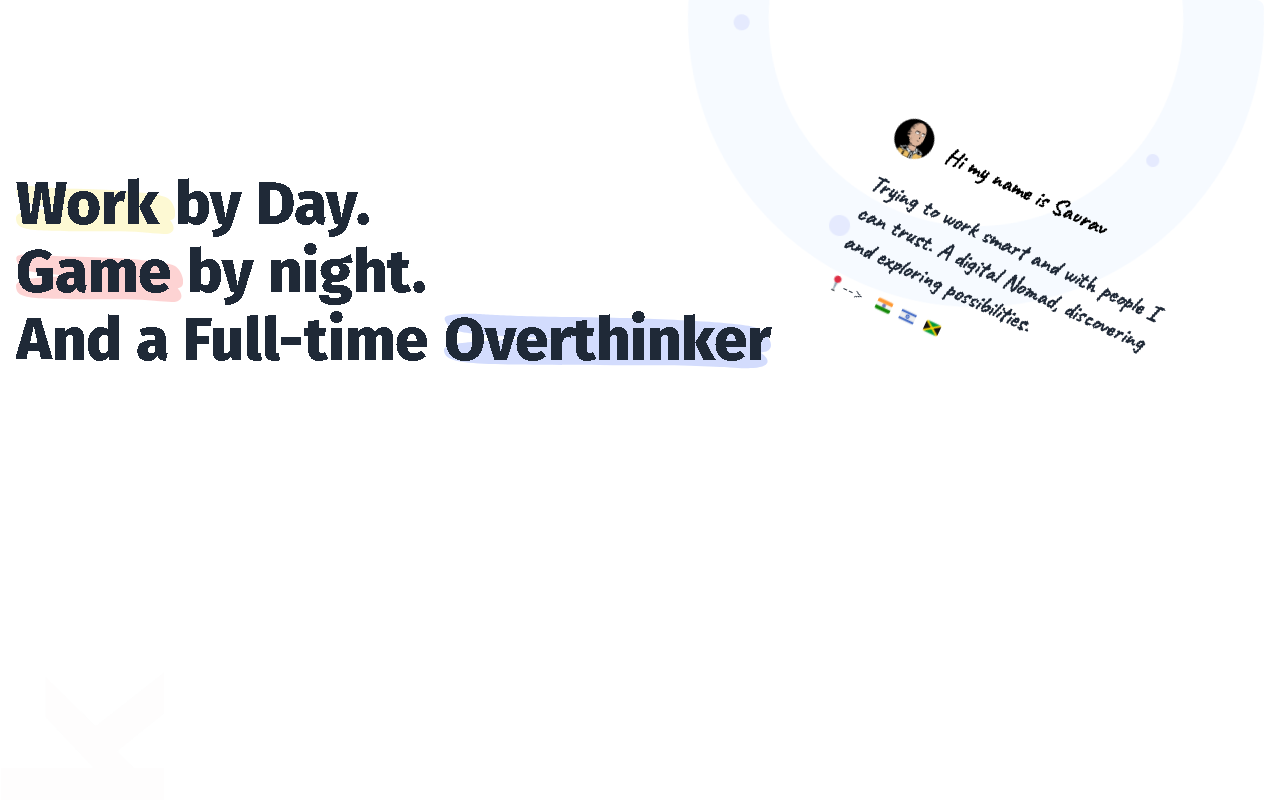 Work by Day.
Game by night.
And a Full-time Overthinker
Hi my name is Saurav
Trying to work smart and with people I
can trust. A digital Nomad, discovering
and exploring possibilities.
📍--> 🇮🇳 🇮🇱 🇯🇲